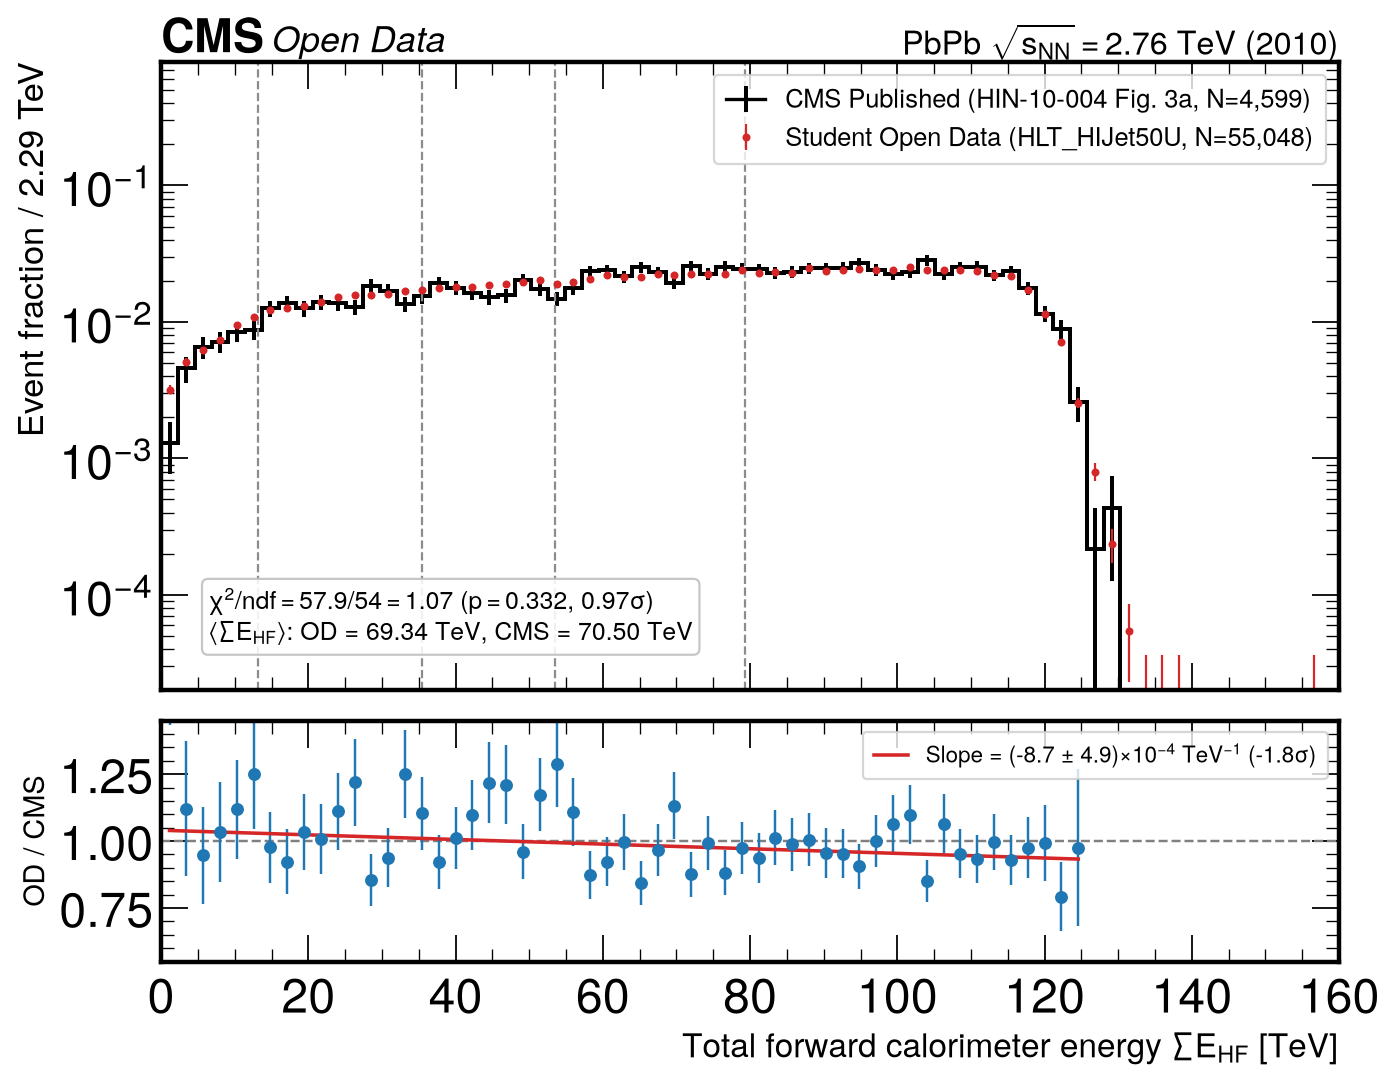 CMS Open Data
PbPb √sNN = 2.76 TeV (2010)
Event fraction / 2.29 TeV
CMS Published (HIN-10-004 Fig. 3a, N=4,599)
Student Open Data (HLT_HIJet50U, N=55,048)
10⁻¹
10⁻²
10⁻³
10⁻⁴
χ²/ndf = 57.9/54 = 1.07 (p = 0.332, 0.97σ)
⟨ΣE_HF⟩: OD = 69.34 TeV, CMS = 70.50 TeV
OD / CMS
Slope = (-8.7 ± 4.9)×10⁻⁴ TeV⁻¹ (-1.8σ)
1.25
1.00
0.75
0 20 40 60 80 100 120 140 160
Total forward calorimeter energy ΣE_HF [TeV]